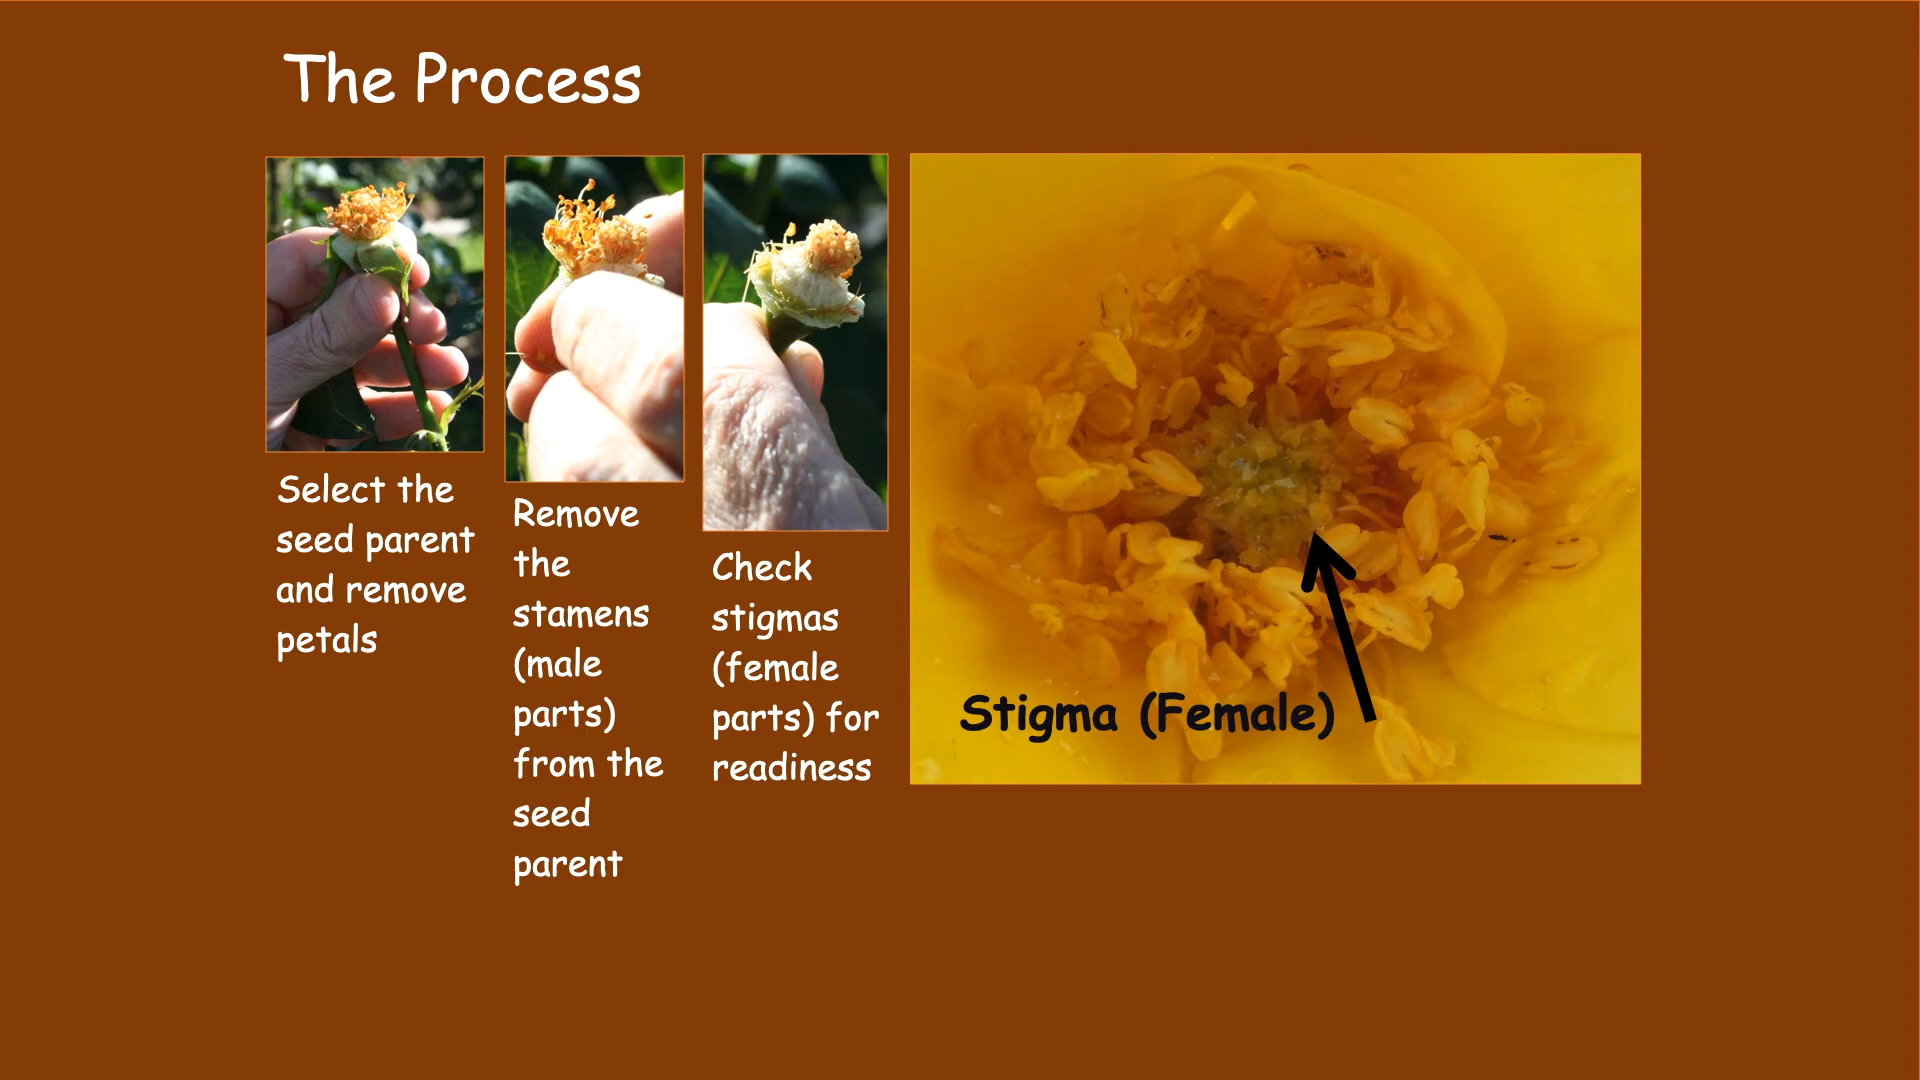 The Process
Select the
seed parent
and remove
petals
Remove
the
stamens
(male
parts)
from the
seed
parent
Check
stigmas
(female
parts) for
readiness
Stigma (Female)